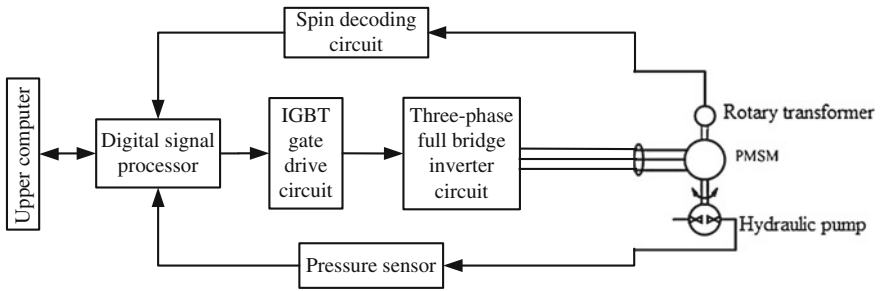 Spin decoding
circuit
Upper computer
Digital signal
processor
IGBT
gate
drive
circuit
Three-phase
full bridge
inverter
circuit
Rotary transformer
PMSM
Hydraulic pump
Pressure sensor